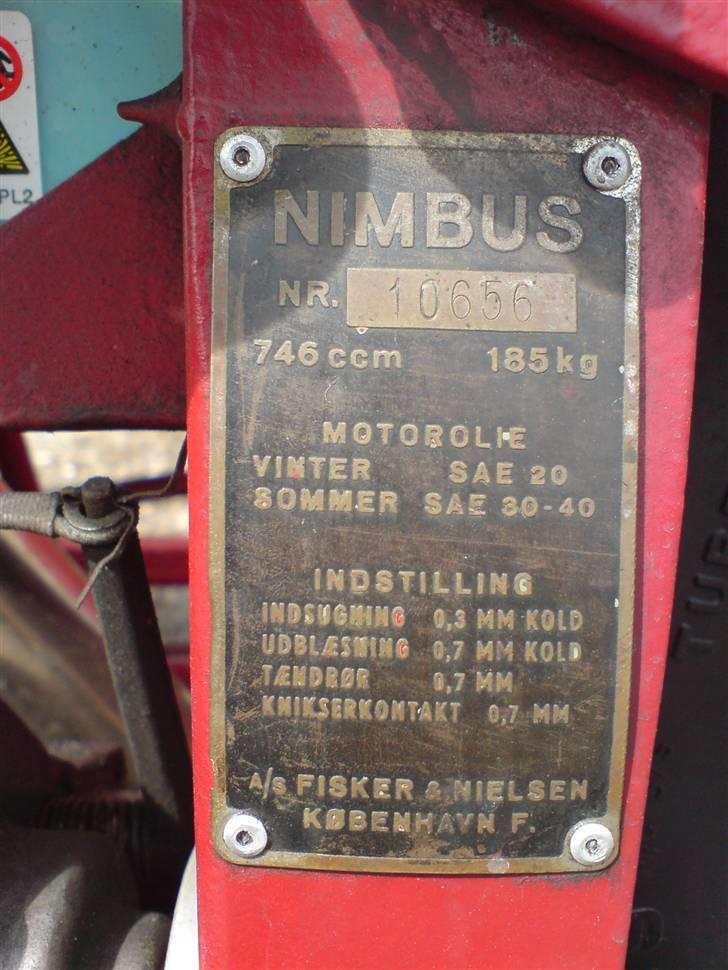 NIMBUS
NR. 10656
746 ccm 185 kg
MOTOROLIE
VINTER SAE 20
SOMMER SAE 30-40
INDSTILLING
INDSUGNING 0,3 MM KOLD
UDBLÆSNING 0,7 MM KOLD
TÆNDRØR 0,7 MM
KNIKSERKONTAKT 0,7 MM
A/S FISKER & NIELSEN
KØBENHAVN F.
PL2